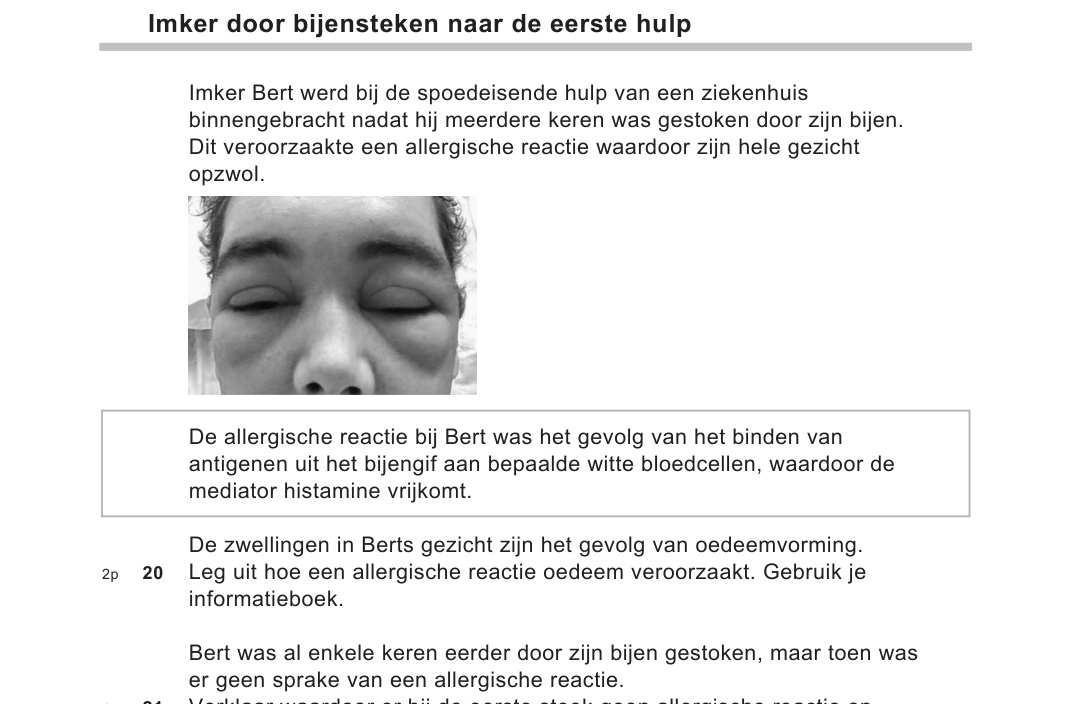 Imker door bijensteken naar de eerste hulp
Imker Bert werd bij de spoedeisende hulp van een ziekenhuis
binnengebracht nadat hij meerdere keren was gestoken door zijn bijen.
Dit veroorzaakte een allergische reactie waardoor zijn hele gezicht
opzwol.
De allergische reactie bij Bert was het gevolg van het binden van
antigenen uit het bijengif aan bepaalde witte bloedcellen, waardoor de
mediator histamine vrijkomt.
De zwellingen in Berts gezicht zijn het gevolg van oedeemvorming.
2p 20 Leg uit hoe een allergische reactie oedeem veroorzaakt. Gebruik je
informatieboek.
Bert was al enkele keren eerder door zijn bijen gestoken, maar toen was
er geen sprake van een allergische reactie.